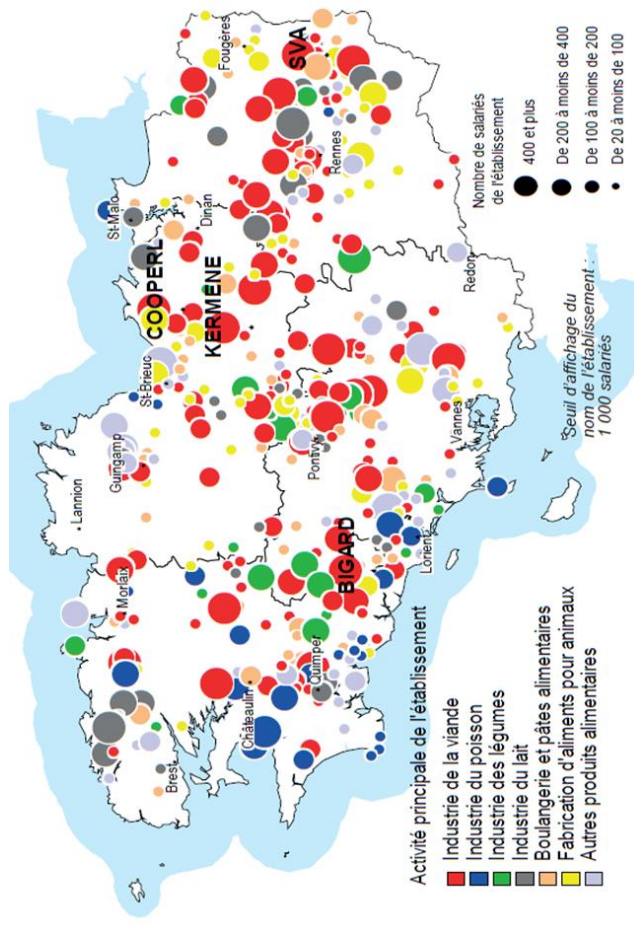 Lannion
Morlaix
Guingamp
St-Malo
St-Brieuc
COOPERL
Dinan
Fougères
Brest
KERMENE
SVA
Châteaulin
Pontivy
Rennes
Quimper
BIGARD
Lorient
Vannes
Redon
Activité principale de l'établissement
Industrie de la viande
Industrie du poisson
Industrie des légumes
Industrie du lait
Boulangerie et pâtes alimentaires
Fabrication d'aliments pour animaux
Autres produits alimentaires
Seuil d'affichage du
nom de l'établissement :
1 000 salariés
Nombre de salariés
de l'établissement
400 et plus
De 200 à moins de 400
De 100 à moins de 200
De 20 à moins de 100